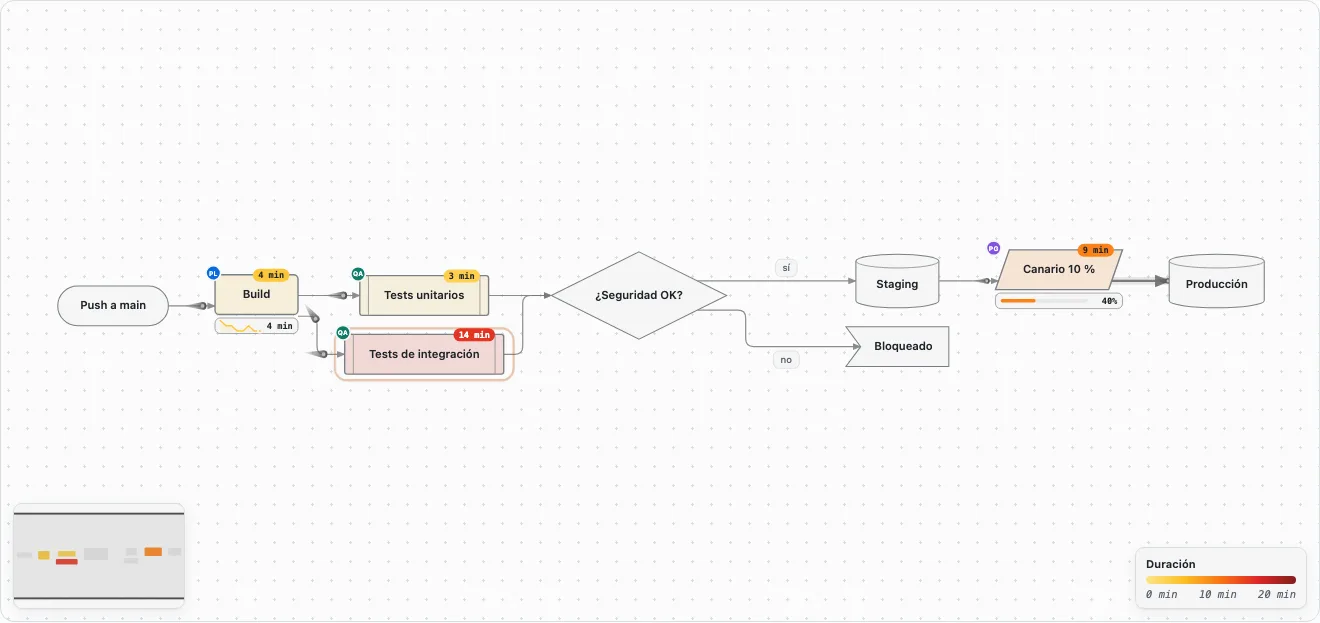 Push a main
PL
4 min
Build
4 min
QA
3 min
Tests unitarios
QA
14 min
Tests de integración
¿Seguridad OK?
sí
no
Staging
Bloqueado
PG
9 min
Canario 10 %
40%
Producción
Duración
0 min 10 min 20 min